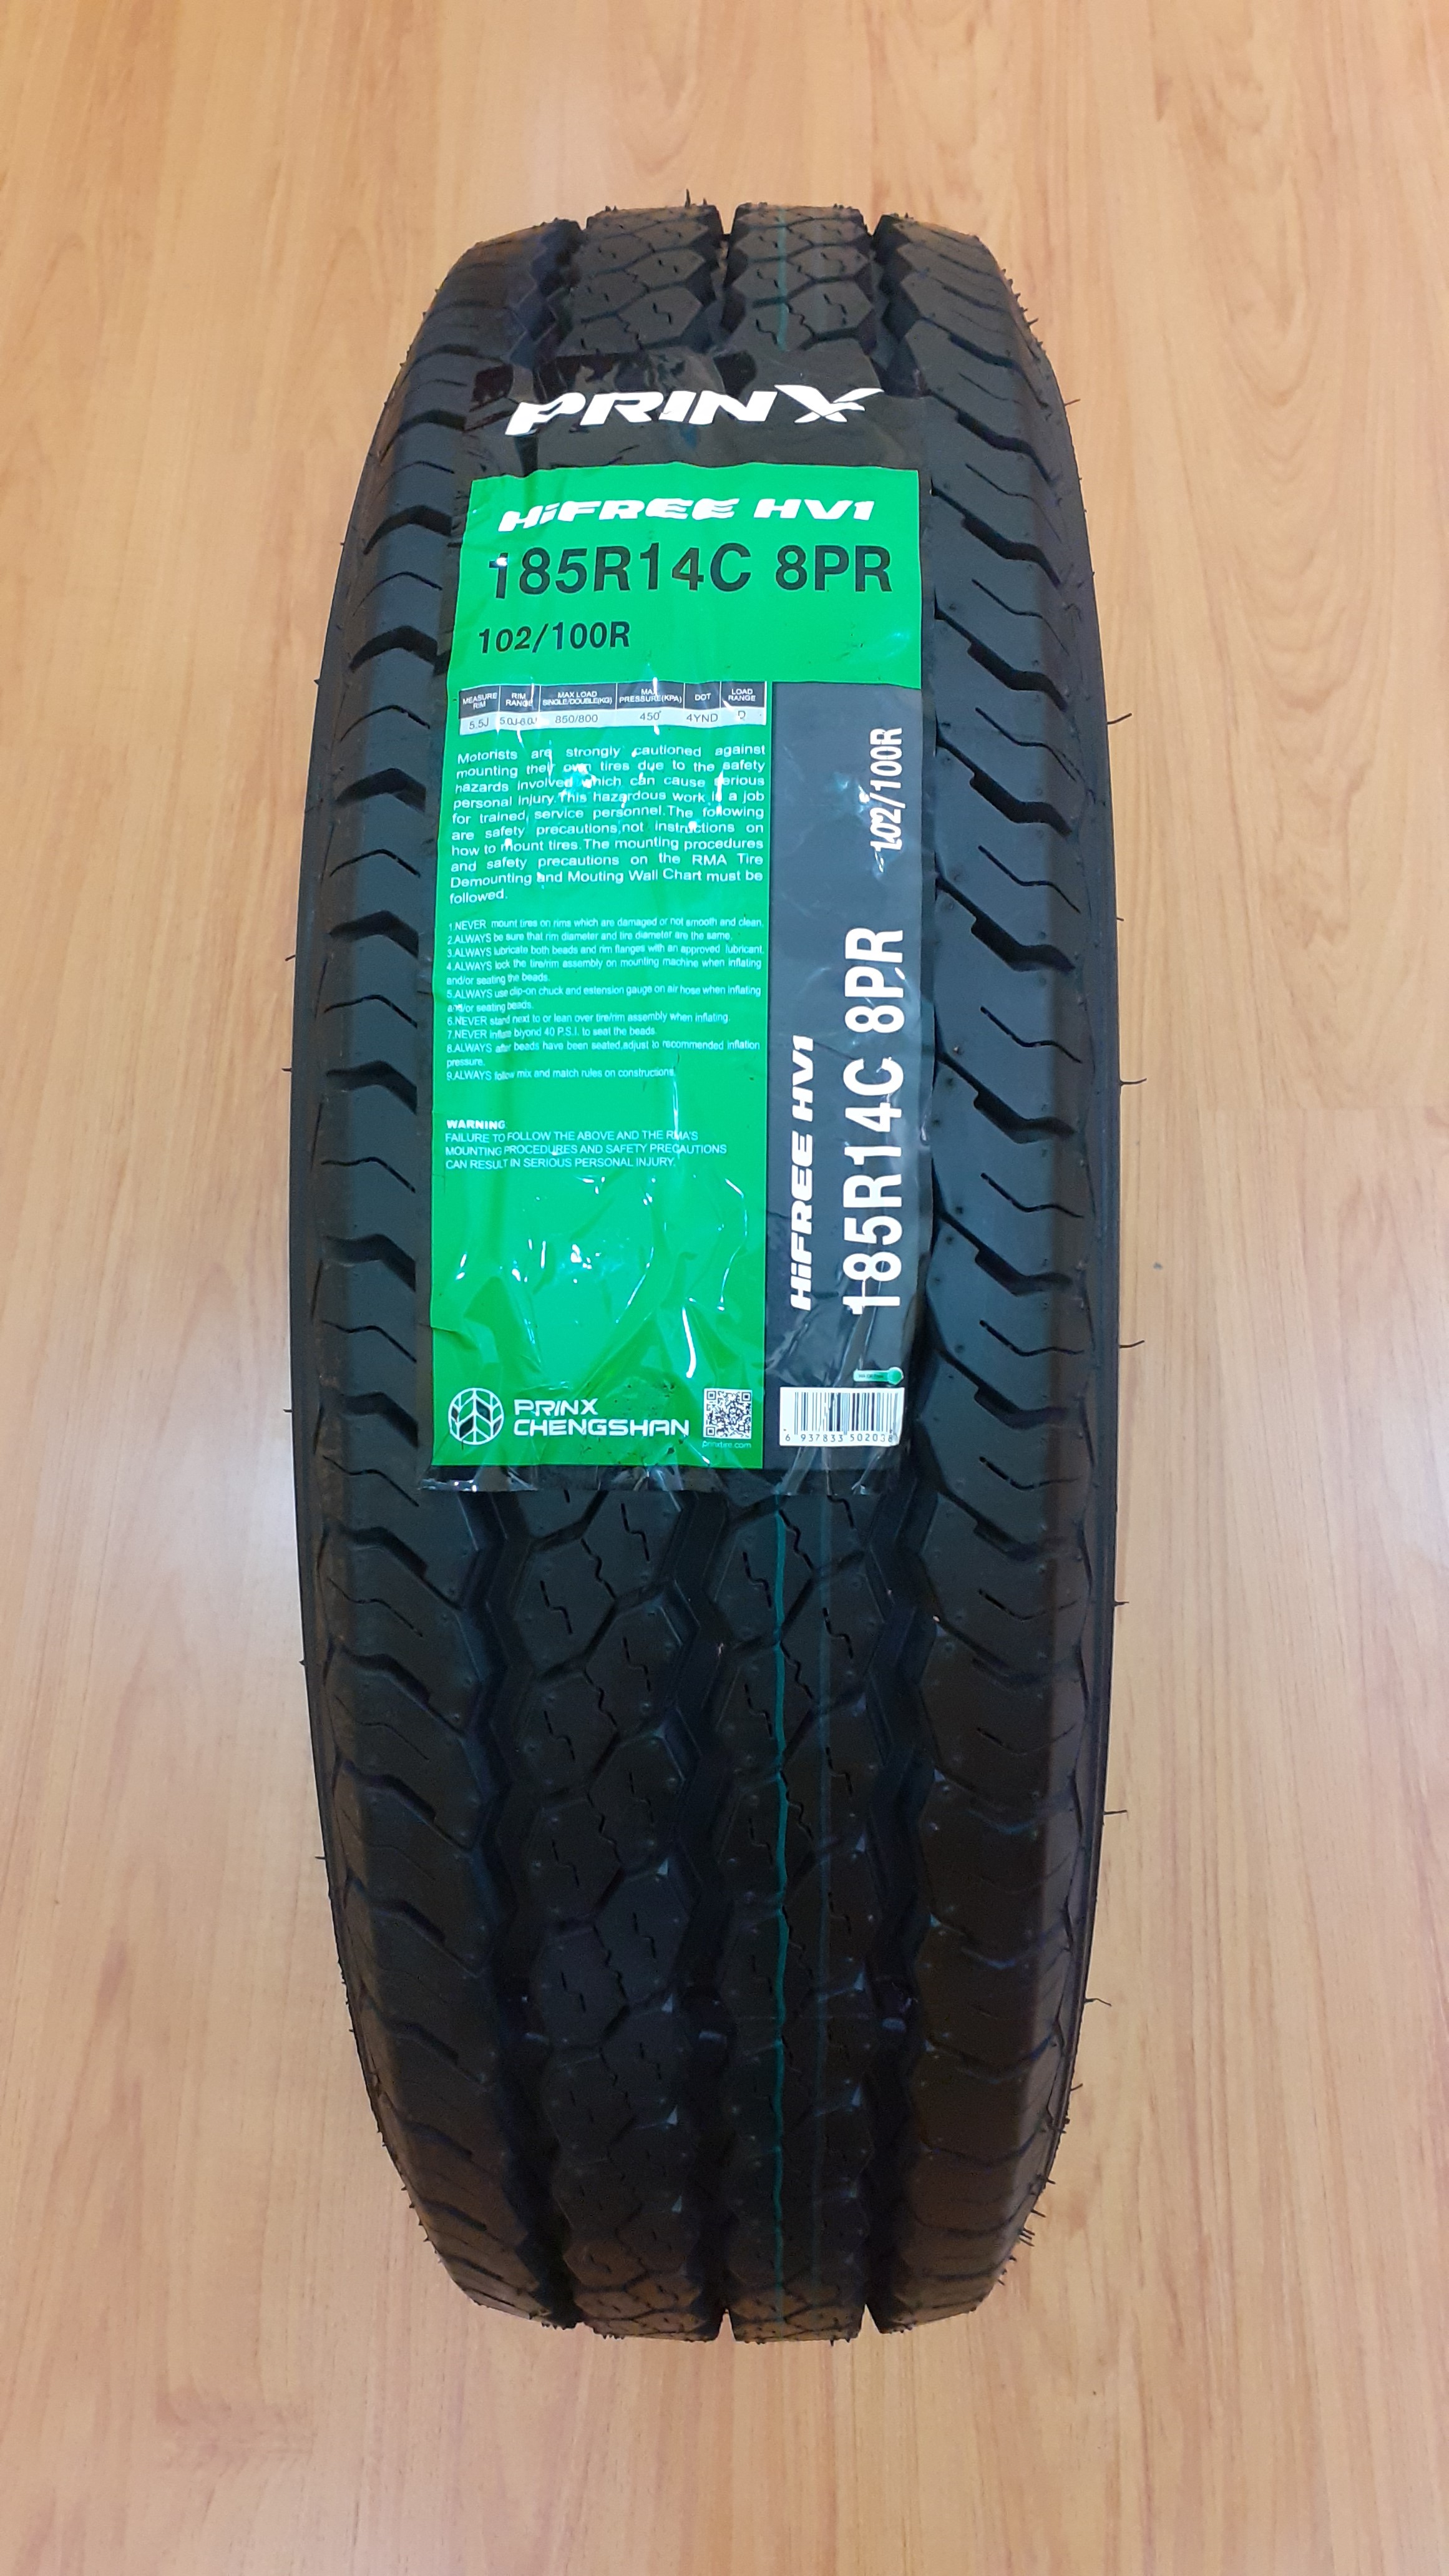 PRINX
HiFREE HV1
185R14C 8PR
102/100R
MEASURE RIM RIM RANGE MAX LOAD SINGLE/DOUBLE(KG) MAX PRESSURE(KPA) DOT LOAD RANGE
5.5J 5.0J-6.0J 850/800 450 4YND D
Motorists are strongly cautioned against
mounting their own tires due to the safety
hazards involved which can cause serious
personal injury.This hazardous work is a job
for trained service personnel.The following
are safety precautions,not instructions on
how to mount tires.The mounting procedures
and safety precautions on the RMA Tire
Demounting and Mouting Wall Chart must be
followed.
1.NEVER mount tires on rims which are damaged or not smooth and clean.
2.ALWAYS be sure that rim diameter and tire diameter are the same.
3.ALWAYS lubricate both beads and rim flanges with an approved lubricant.
4.ALWAYS lock the tire/rim assembly on mounting machine when inflating
and/or seating the beads.
5.ALWAYS use clip-on chuck and estension gauge on air hose when inflating
and/or seating beads.
6.NEVER stand next to or lean over tire/rim assembly when inflating.
7.NEVER inflate biyond 40 P.S.I. to seat the beads.
8.ALWAYS after beads have been seated,adjust to recommended inflation
pressure.
9.ALWAYS follow mix and match rules on constructions.
WARNING
FAILURE TO FOLLOW THE ABOVE AND THE RMA'S
MOUNTING PROCEDURES AND SAFETY PRECAUTIONS
CAN RESULT IN SERIOUS PERSONAL INJURY.
PRINX
CHENGSHAN
prinxtire.com
HiFREE HV1
185R14C 8PR 102/100R
6 937833 502038